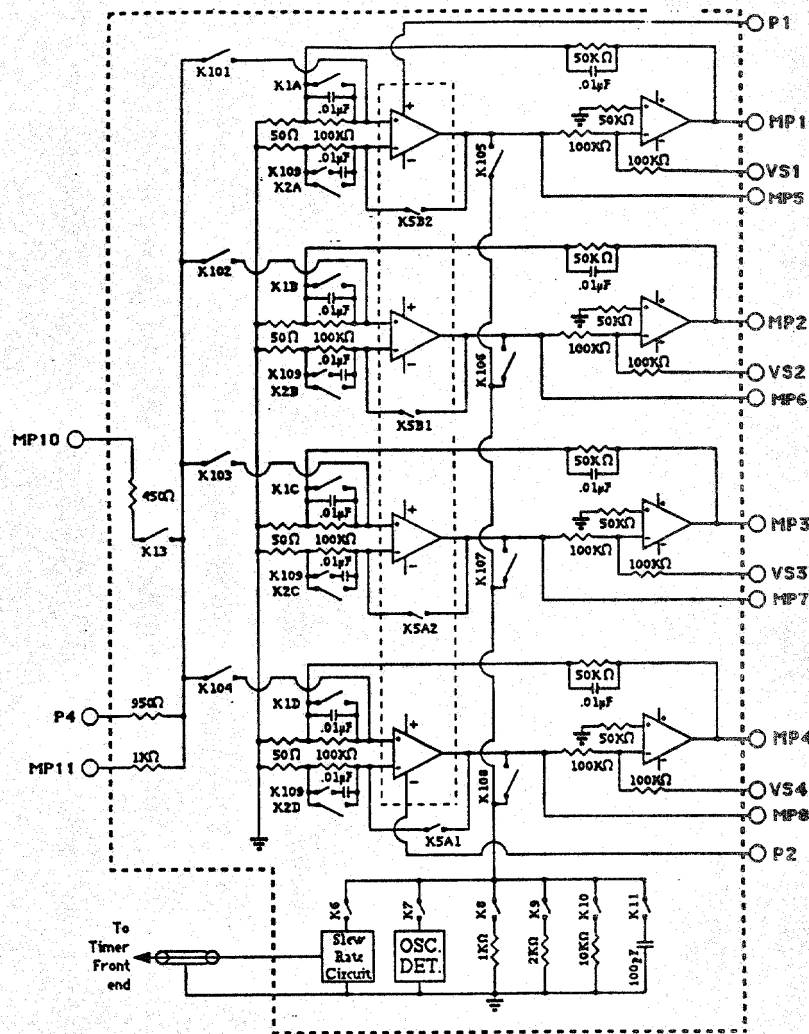 P1
K101
50KΩ
.01µF
K1A
.01µF
50KΩ
MP1
50Ω
100KΩ
K105
100KΩ
.01µF
100KΩ
VS1
K109
K2A
MP5
K5B2
K102
50KΩ
.01µF
K1B
.01µF
50KΩ
MP2
50Ω
100KΩ
K106
100KΩ
.01µF
100KΩ
VS2
K109
K2B
MP6
K5B1
MP10
K103
50KΩ
.01µF
450Ω
K1C
.01µF
50KΩ
MP3
K13
50Ω
100KΩ
K107
100KΩ
.01µF
100KΩ
VS3
K109
K2C
MP7
K5A2
K104
50KΩ
.01µF
P4
950Ω
K1D
.01µF
50KΩ
MP4
MP11
1KΩ
50Ω
100KΩ
K108
100KΩ
.01µF
100KΩ
VS4
K109
K2D
MP8
K5A1
P2
K6
K7
K8
K9
K10
K11
To
Timer
Front
end
Slew
Rate
Circuit
OSC.
DET.
1KΩ
2KΩ
10KΩ
100pF